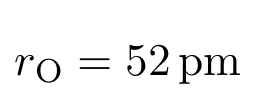 r_O = 52 pm